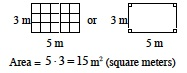 3 m or 3 m
5 m 5 m
Area = 5 · 3 = 15 m² (square meters)